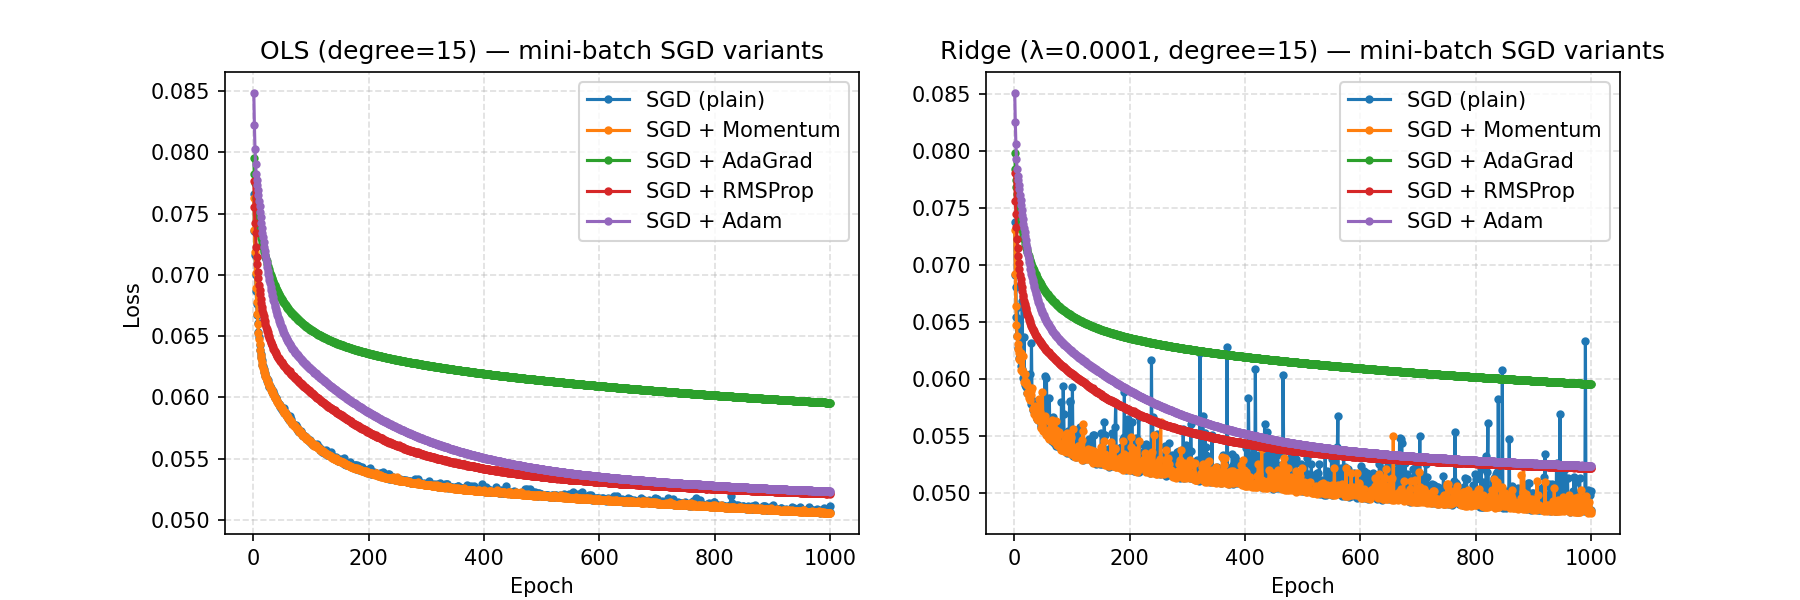 OLS (degree=15) — mini-batch SGD variants
Loss
0.085
0.080
0.075
0.070
0.065
0.060
0.055
0.050
SGD (plain)
SGD + Momentum
SGD + AdaGrad
SGD + RMSProp
SGD + Adam
0 200 400 600 800 1000
Epoch
Ridge (λ=0.0001, degree=15) — mini-batch SGD variants
0.085
0.080
0.075
0.070
0.065
0.060
0.055
0.050
SGD (plain)
SGD + Momentum
SGD + AdaGrad
SGD + RMSProp
SGD + Adam
0 200 400 600 800 1000
Epoch